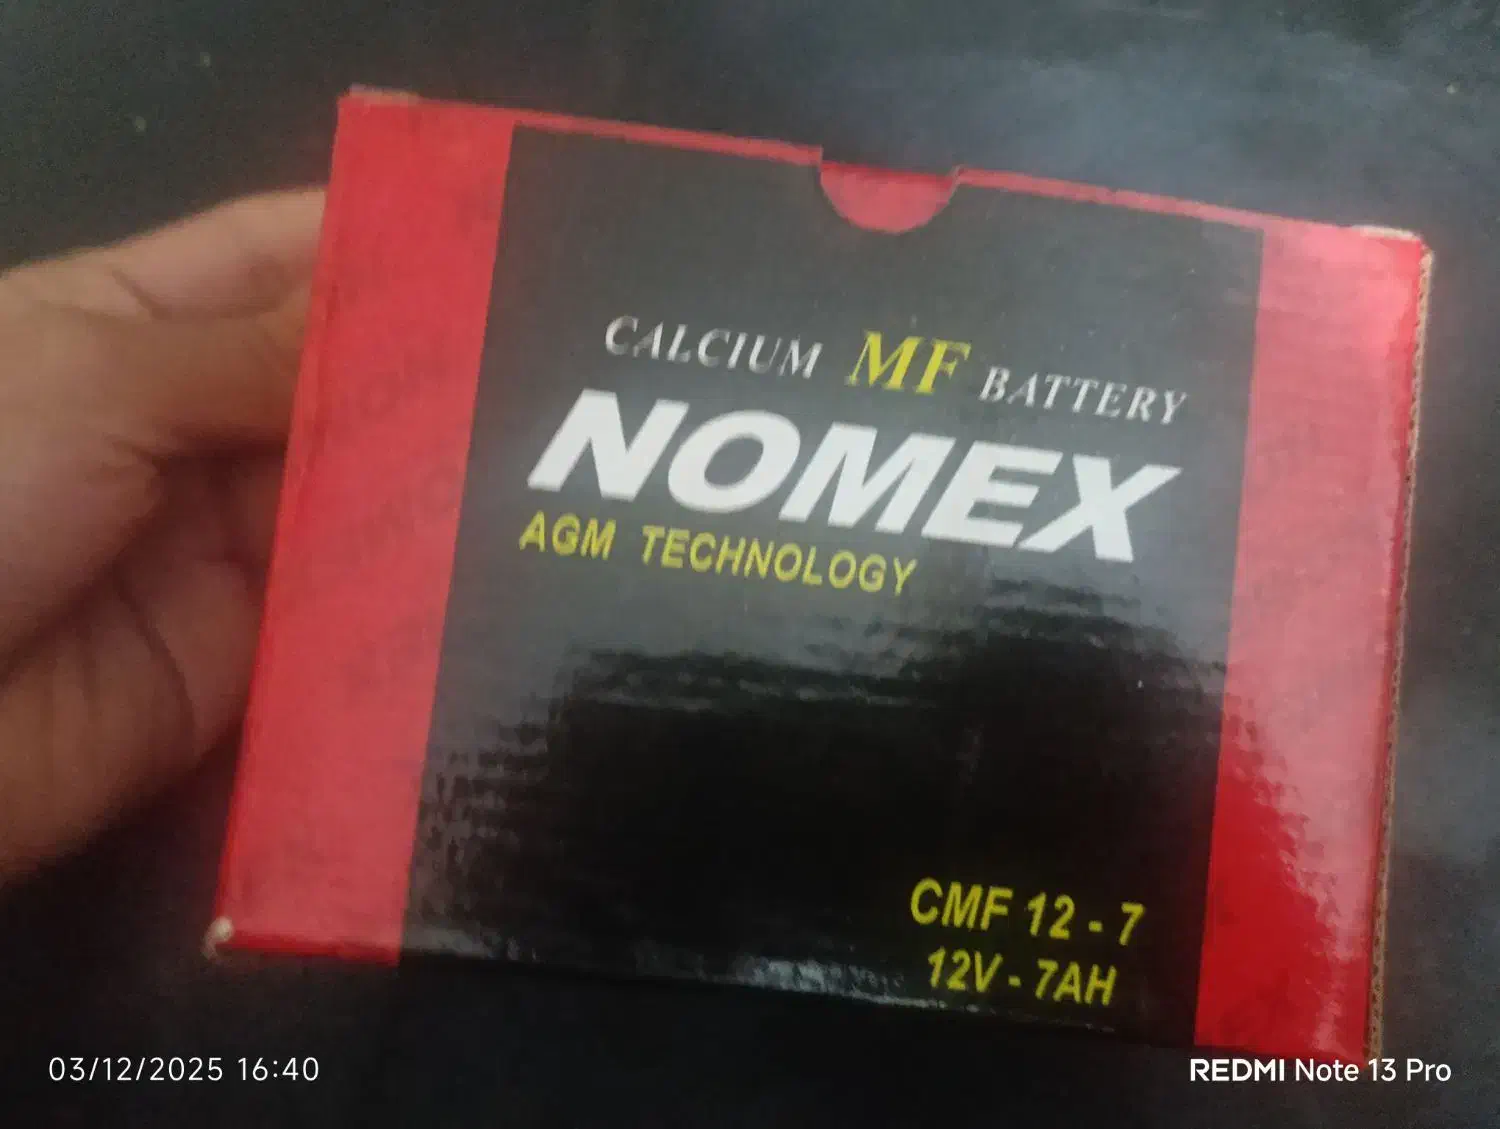 CALCIUM MF BATTERY
NOMEX
AGM TECHNOLOGY
CMF 12 - 7
12V - 7AH
03/12/2025 16:40
REDMI Note 13 Pro